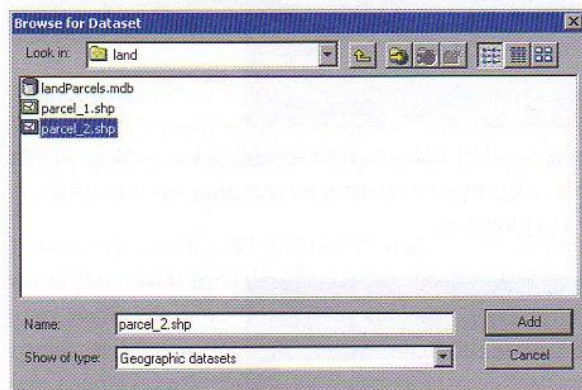 Browse for Dataset
Look in: land
landParcels.mdb
parcel_1.shp
parcel_2.shp
Name: parcel_2.shp Add
Show of type: Geographic datasets Cancel